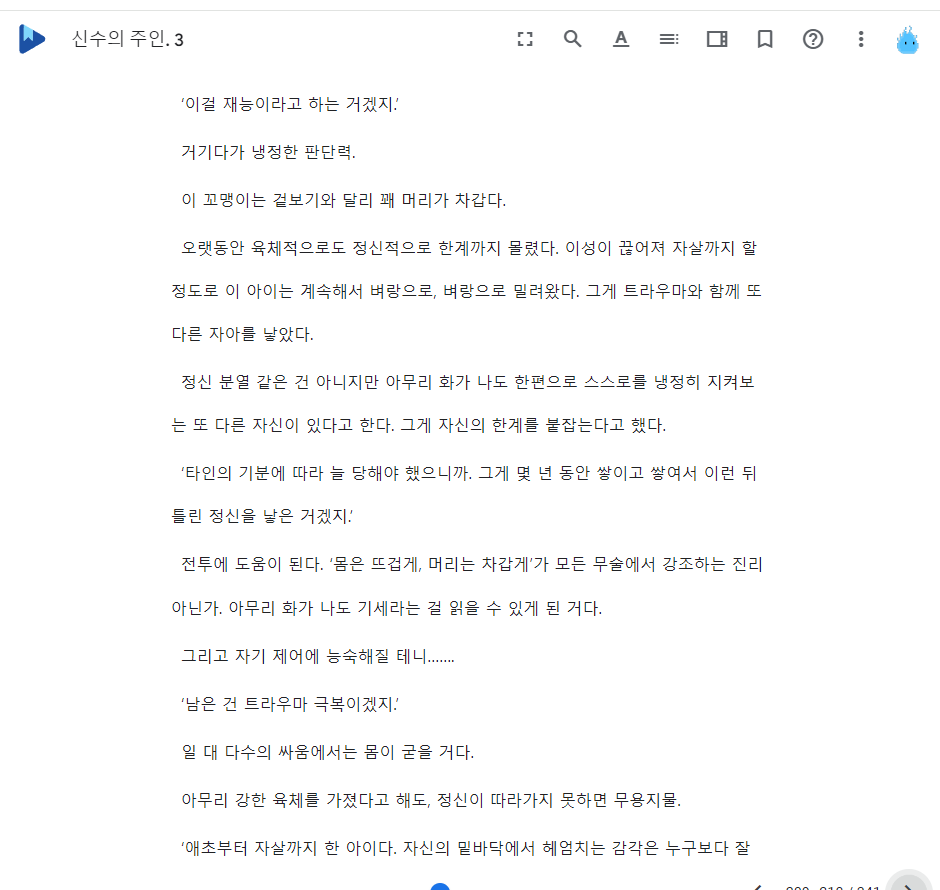 신수의 주인. 3
'이걸 재능이라고 하는 거겠지.'
거기다가 냉정한 판단력.
이 꼬맹이는 겉보기와 달리 꽤 머리가 차갑다.
오랫동안 육체적으로도 정신적으로 한계까지 몰렸다. 이성이 끊어져 자살까지 할
정도로 이 아이는 계속해서 벼랑으로, 벼랑으로 밀려왔다. 그게 트라우마와 함께 또
다른 자아를 낳았다.
정신 분열 같은 건 아니지만 아무리 화가 나도 한편으로 스스로를 냉정히 지켜보
는 또 다른 자신이 있다고 한다. 그게 자신의 한계를 붙잡는다고 했다.
'타인의 기분에 따라 늘 당해야 했으니까. 그게 몇 년 동안 쌓이고 쌓여서 이런 뒤
틀린 정신을 낳은 거겠지.'
전투에 도움이 된다. '몸은 뜨겁게, 머리는 차갑게'가 모든 무술에서 강조하는 진리
아닌가. 아무리 화가 나도 기세라는 걸 읽을 수 있게 된 거다.
그리고 자기 제어에 능숙해질 테니…….
'남은 건 트라우마 극복이겠지.'
일 대 다수의 싸움에서는 몸이 굳을 거다.
아무리 강한 육체를 가졌다고 해도, 정신이 따라가지 못하면 무용지물.
'애초부터 자살까지 한 아이다. 자신의 밑바닥에서 헤엄치는 감각은 누구보다 잘